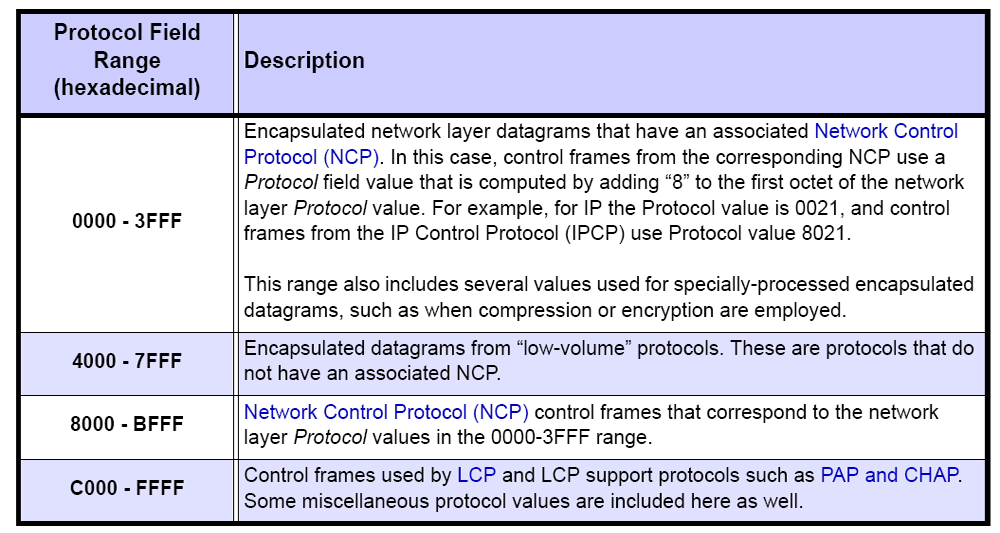 Protocol Field
Range
(hexadecimal)
Description
0000 - 3FFF
Encapsulated network layer datagrams that have an associated Network Control
Protocol (NCP). In this case, control frames from the corresponding NCP use a
Protocol field value that is computed by adding “8” to the first octet of the network
layer Protocol value. For example, for IP the Protocol value is 0021, and control
frames from the IP Control Protocol (IPCP) use Protocol value 8021.
This range also includes several values used for specially-processed encapsulated
datagrams, such as when compression or encryption are employed.
4000 - 7FFF
Encapsulated datagrams from “low-volume” protocols. These are protocols that do
not have an associated NCP.
8000 - BFFF
Network Control Protocol (NCP) control frames that correspond to the network
layer Protocol values in the 0000-3FFF range.
C000 - FFFF
Control frames used by LCP and LCP support protocols such as PAP and CHAP.
Some miscellaneous protocol values are included here as well.